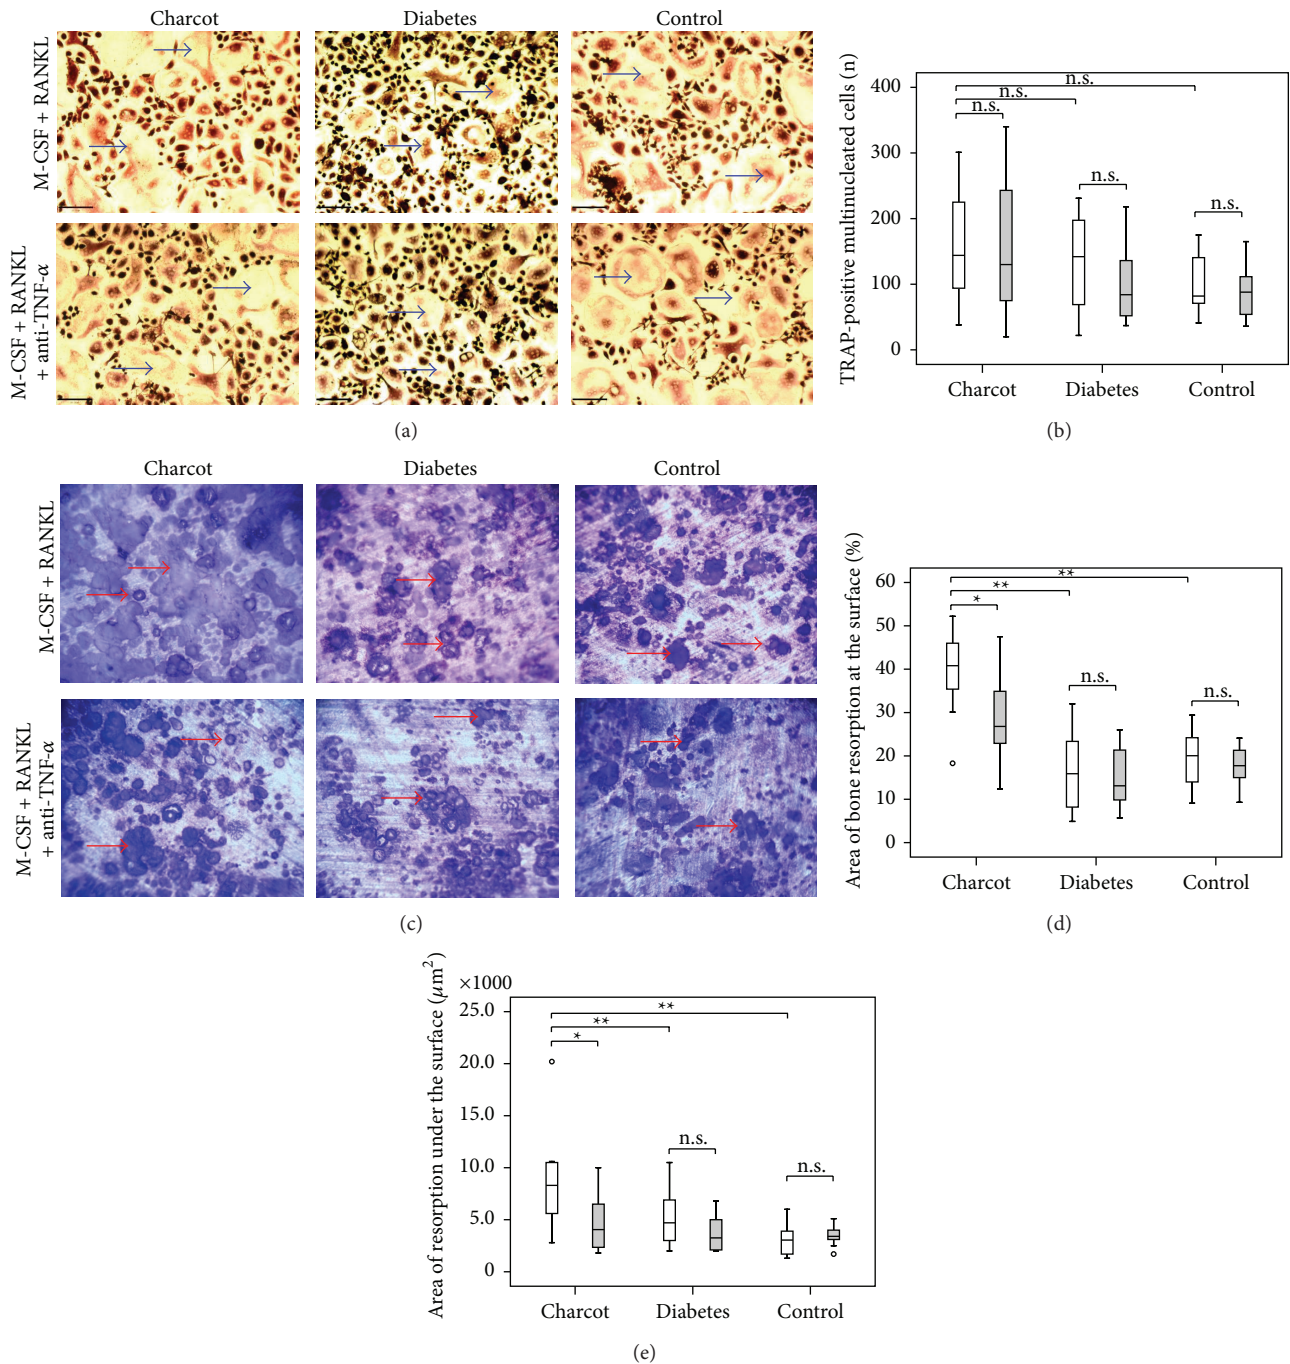 Charcot
Diabetes
Control
M-CSF + RANKL
M-CSF + RANKL
+ anti-TNF-α
(a)
TRAP-positive multinucleated cells (n)
400
300
200
100
0
n.s.
n.s.
n.s.
n.s.
n.s.
Charcot
Diabetes
Control
(b)
Charcot
Diabetes
Control
M-CSF + RANKL
M-CSF + RANKL
+ anti-TNF-α
(c)
Area of bone resorption at the surface (%)
60
50
40
30
20
10
0
**
**
*
n.s.
n.s.
Charcot
Diabetes
Control
(d)
Area of resorption under the surface (μm²)
×1000
25.0
20.0
15.0
10.0
5.0
0
**
**
*
n.s.
n.s.
Charcot
Diabetes
Control
(e)